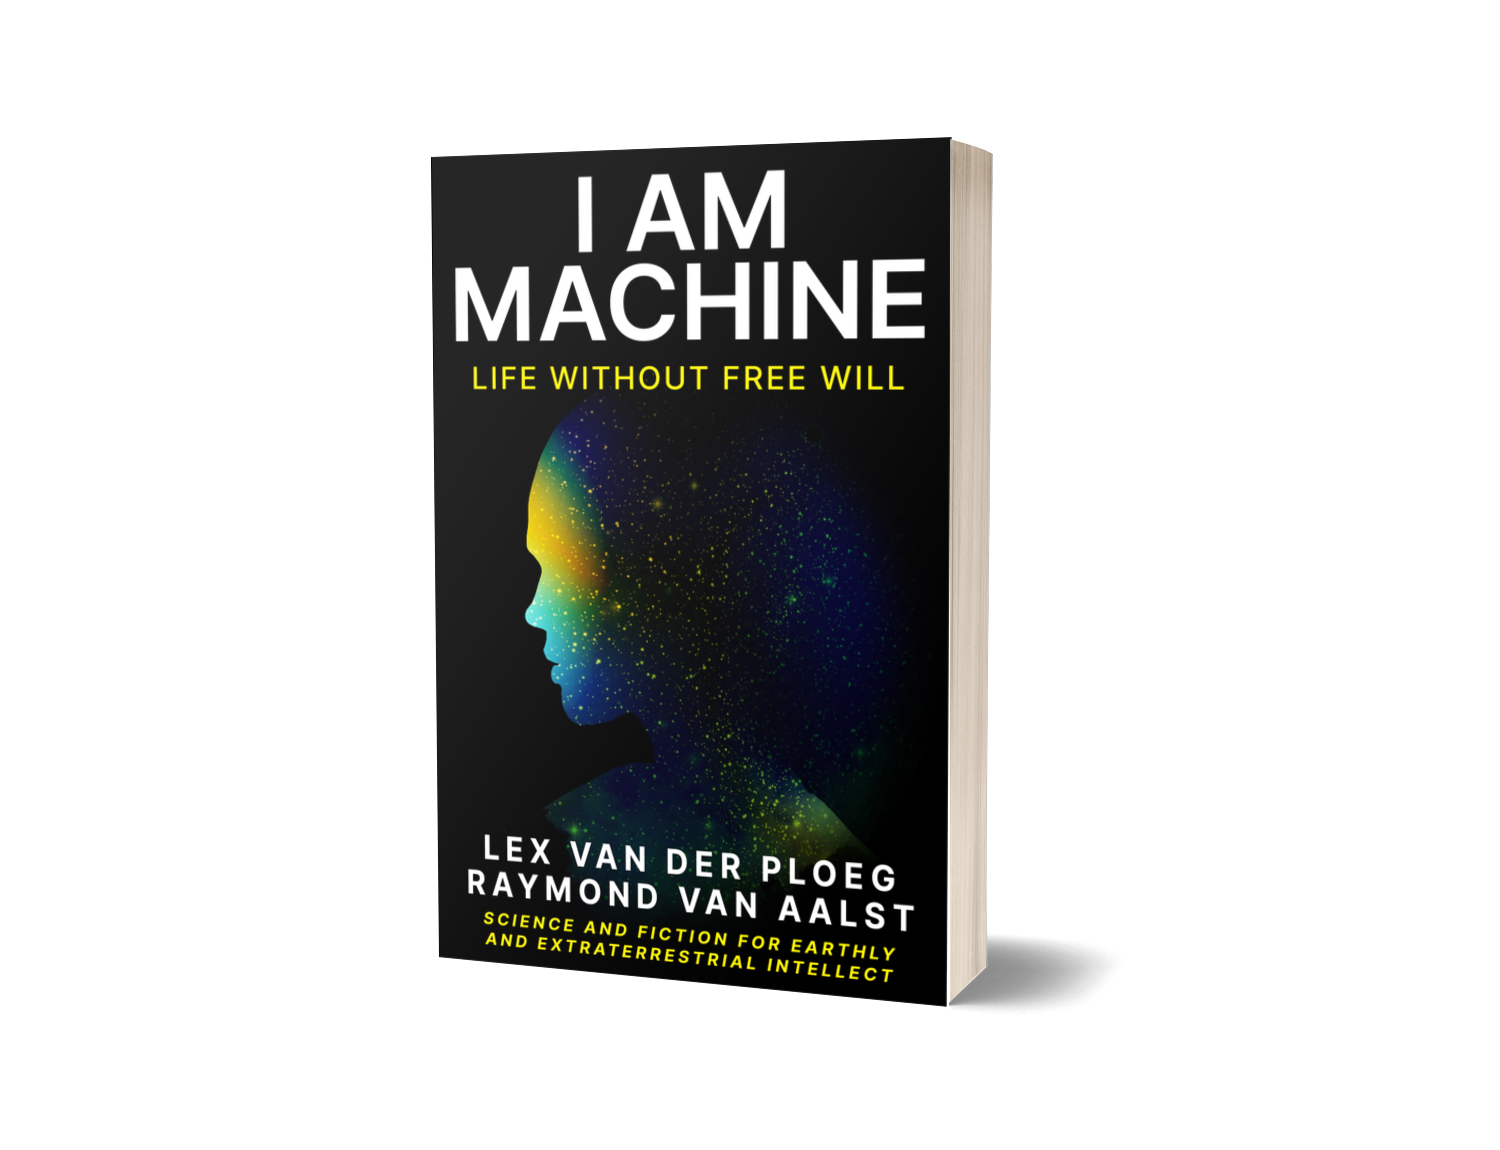 I AM
MACHINE
LIFE WITHOUT FREE WILL
LEX VAN DER PLOEG
RAYMOND VAN AALST
SCIENCE AND FICTION FOR EARTHLY
AND EXTRATERRESTRIAL INTELLECT